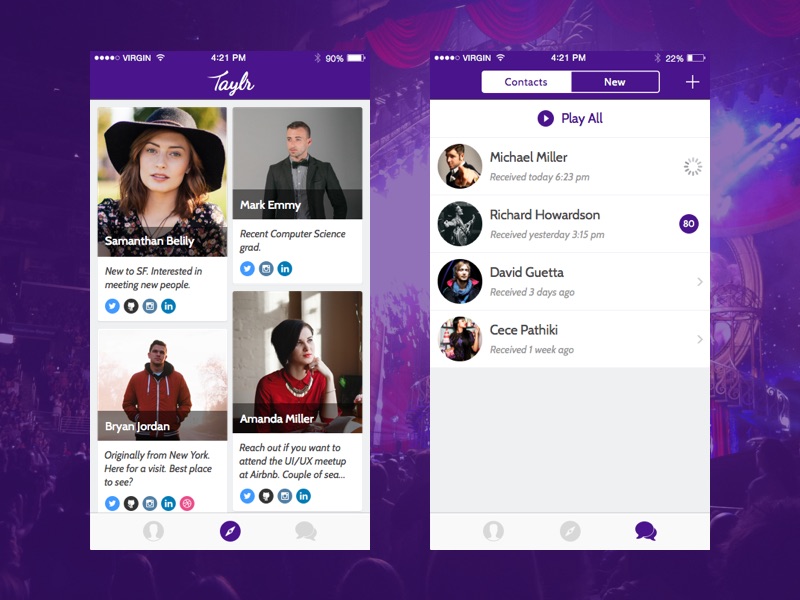 VIRGIN 4:21 PM 90%
Taylr
Samanthan Belily
New to SF. Interested in
meeting new people.
Bryan Jordan
Originally from New York.
Here for a visit. Best place
to see?
Mark Emmy
Recent Computer Science
grad.
Amanda Miller
Reach out if you want to
attend the UI/UX meetup
at Airbnb. Couple of sea...
VIRGIN 4:21 PM 22%
Contacts New
Play All
Michael Miller
Received today 6:23 pm
Richard Howardson
Received yesterday 3:15 pm
80
David Guetta
Received 3 days ago
Cece Pathiki
Received 1 week ago